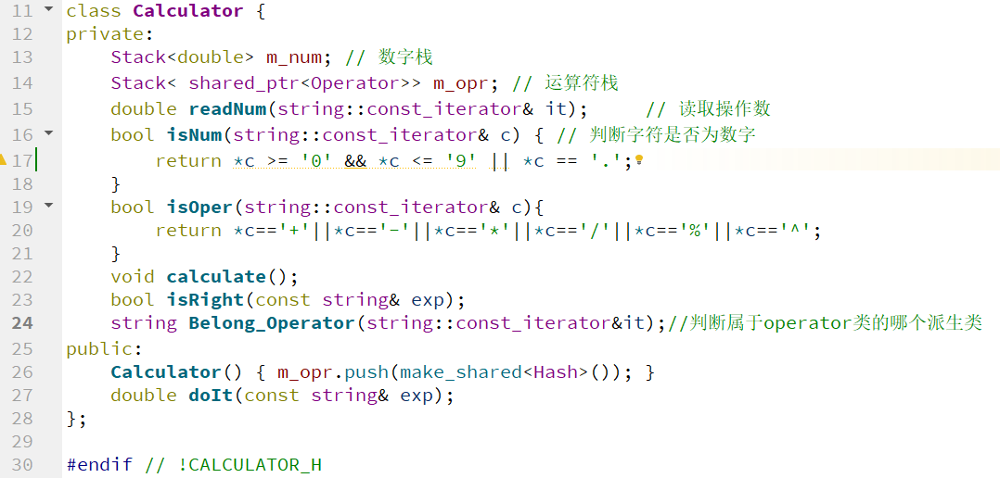 11 class Calculator {
12 private:
13     Stack<double> m_num; // 数字栈
14     Stack< shared_ptr<Operator>> m_opr; // 运算符栈
15     double readNum(string::const_iterator& it);     // 读取操作数
16     bool isNum(string::const_iterator& c) { // 判断字符是否为数字
17         return *c >= '0' && *c <= '9' || *c == '.';
18     }
19     bool isOper(string::const_iterator& c){
20         return *c=='+'||*c=='-'||*c=='*'||*c=='/'||*c=='%'||*c=='^';
21     }
22     void calculate();
23     bool isRight(const string& exp);
24     string Belong_Operator(string::const_iterator&it);//判断属于operator类的哪个派生类
25 public:
26     Calculator() { m_opr.push(make_shared<Hash>()); }
27     double doIt(const string& exp);
28 };
29
30 #endif // !CALCULATOR_H